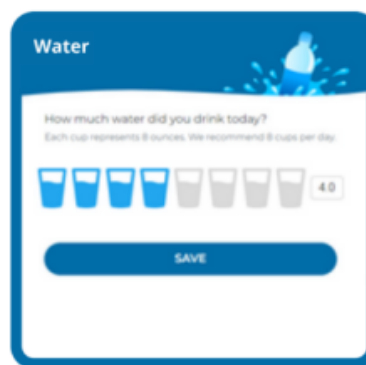 Water
How much water did you drink today?
Each cup represents 8 ounces. We recommend 8 cups per day.
4.0
SAVE